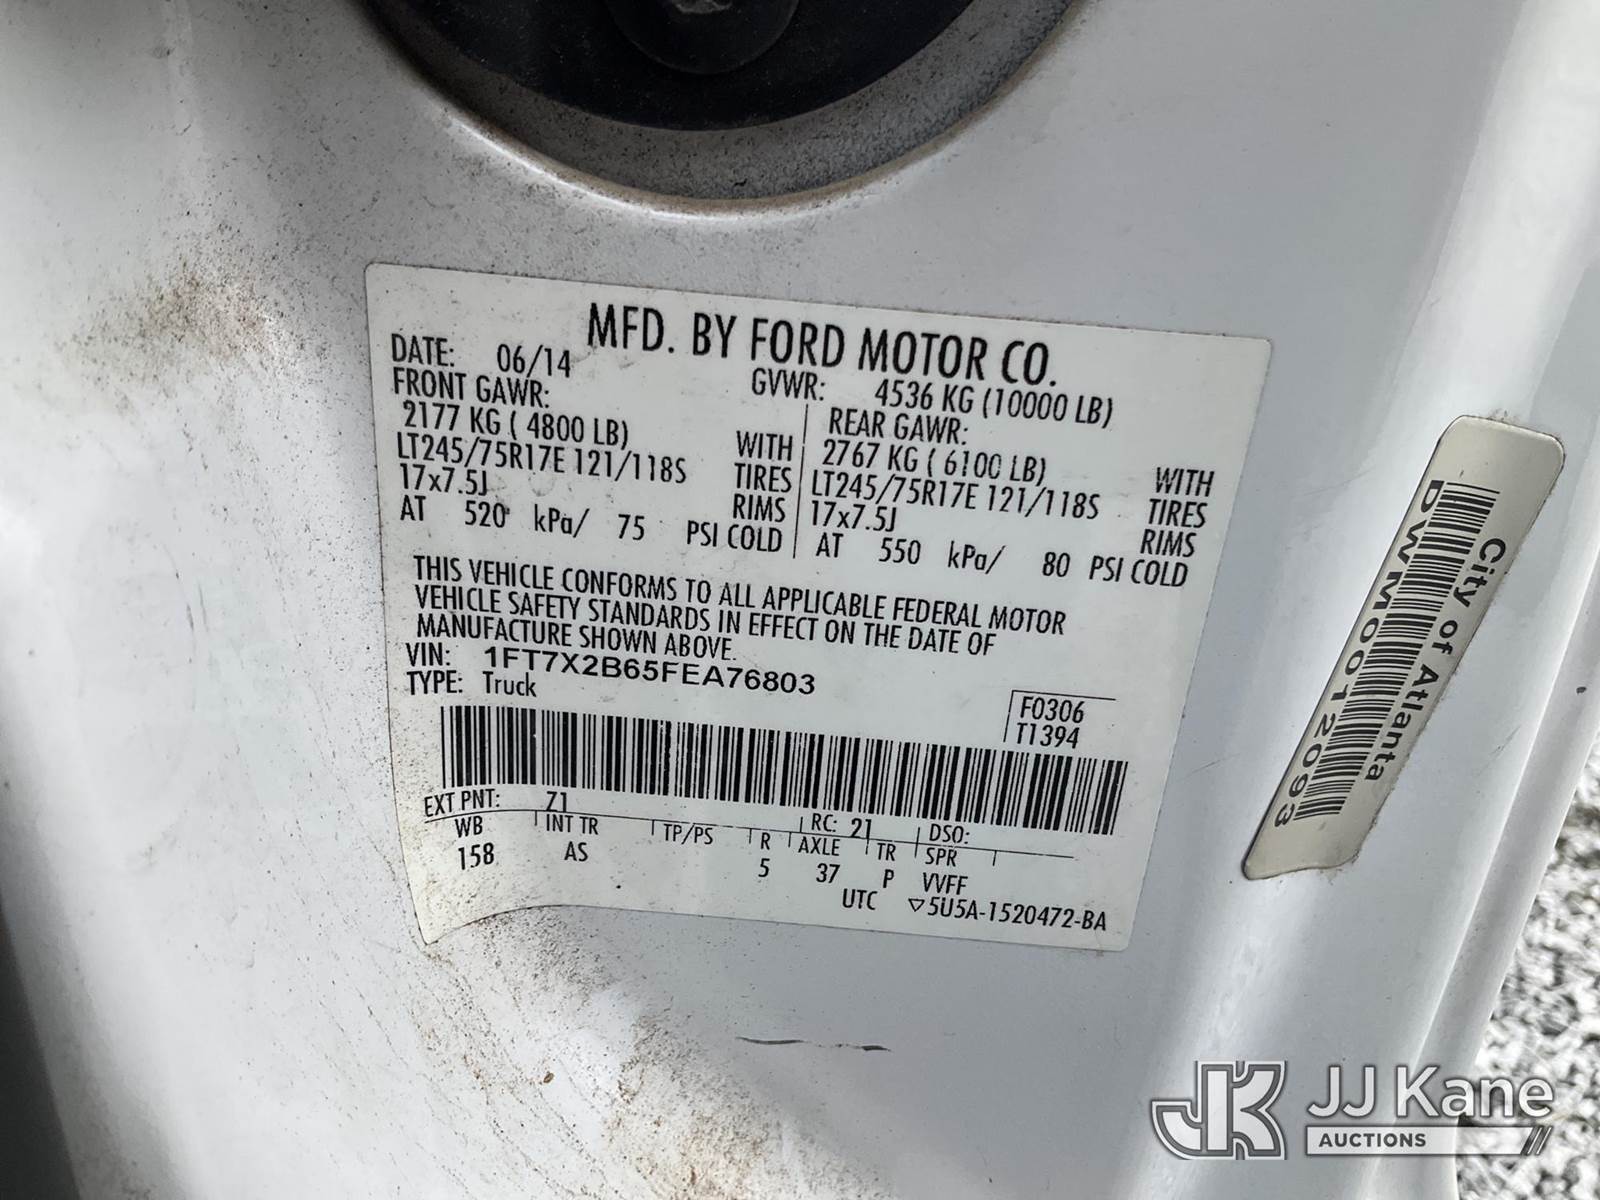 MFD. BY FORD MOTOR CO.
DATE: 06/14
GVWR: 4536 KG (10000 LB)
FRONT GAWR:
2177 KG ( 4800 LB)
WITH
LT245/75R17E 121/118S
TIRES
17x7.5J
RIMS
AT 520 kPa/ 75 PSI COLD
REAR GAWR:
2767 KG ( 6100 LB)
WITH
LT245/75R17E 121/118S
TIRES
17x7.5J
RIMS
AT 550 kPa/ 80 PSI COLD
THIS VEHICLE CONFORMS TO ALL APPLICABLE FEDERAL MOTOR
VEHICLE SAFETY STANDARDS IN EFFECT ON THE DATE OF
MANUFACTURE SHOWN ABOVE.
VIN: 1FT7X2B65FEA76803
TYPE: Truck
F0306
T1394
EXT PNT: Z1
RC: 21
DSO:
WB
INT TR
TP/PS
R
AXLE
TR
SPR
158
AS
5
37
P
VVFF
UTC
▽5U5A-1520472-BA
City of Atlanta
DWM0012093
JJ Kane
AUCTIONS